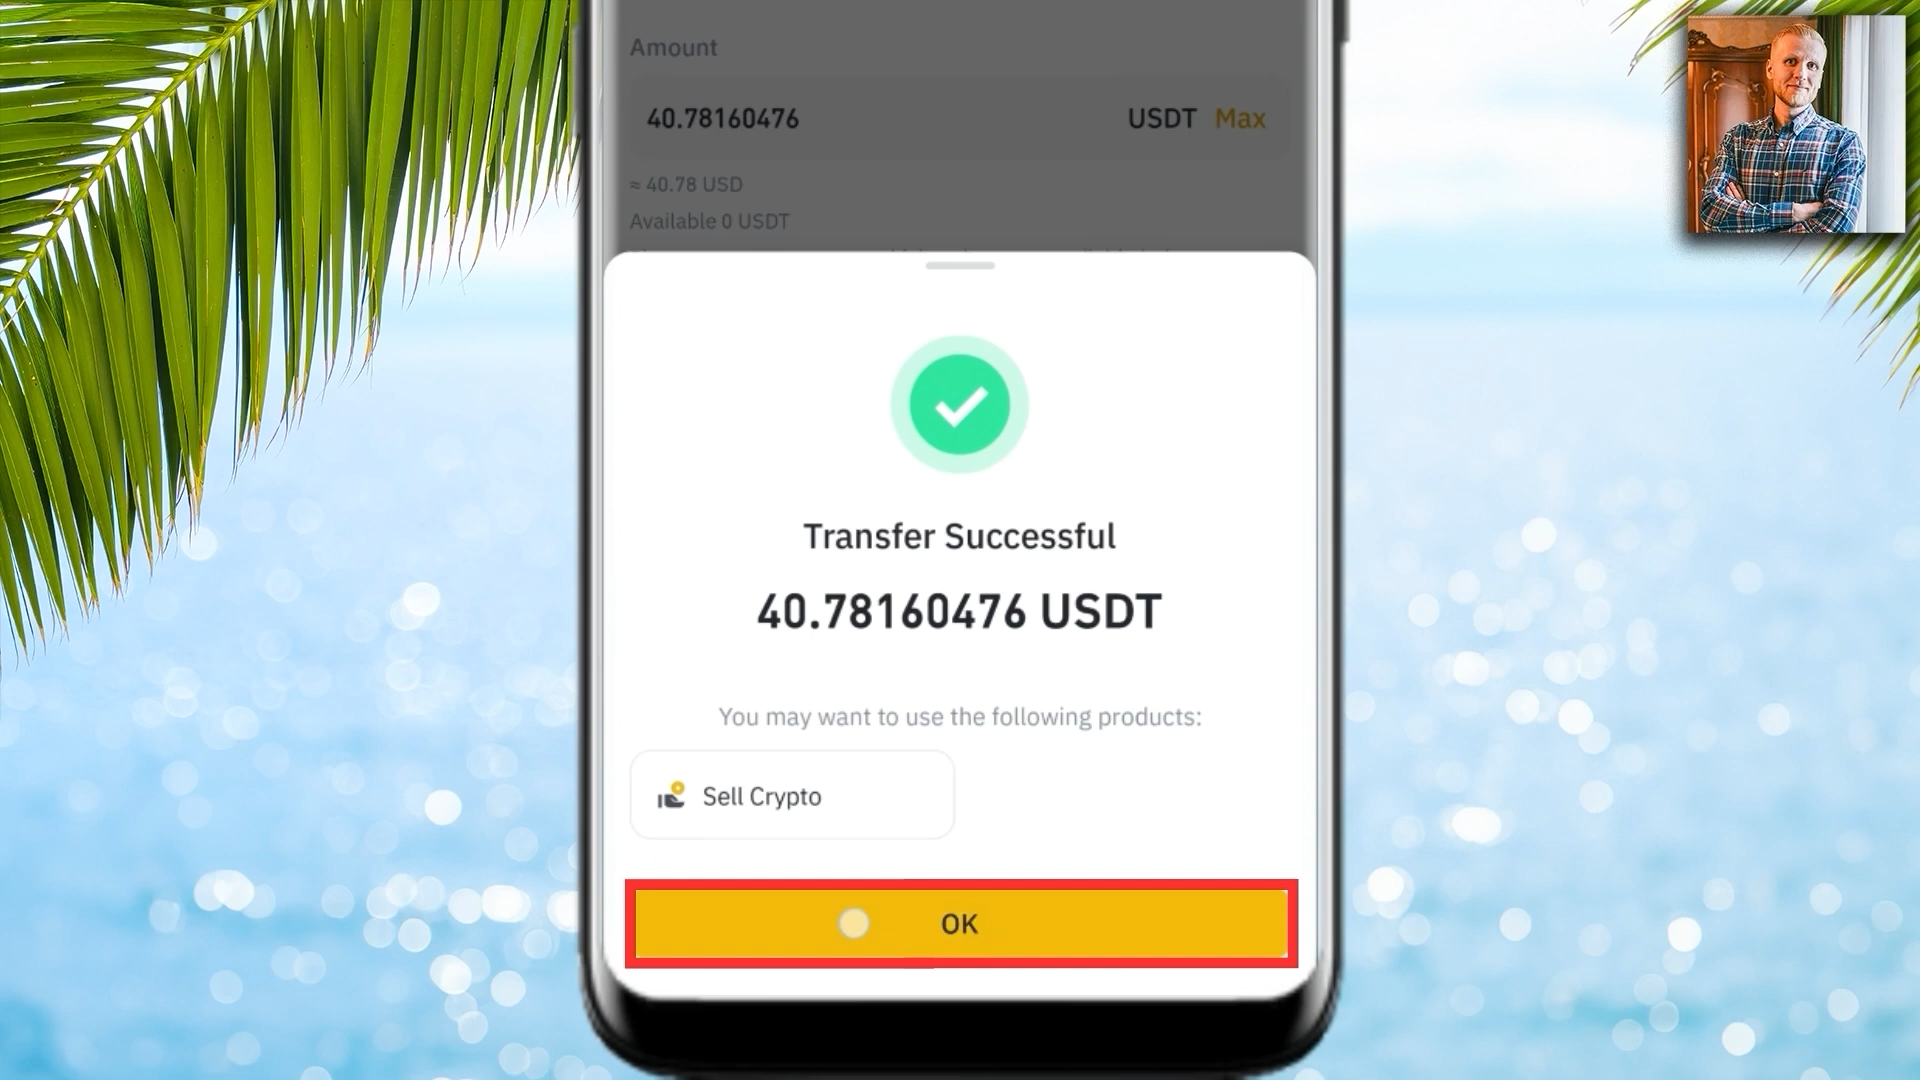 Amount
40.78160476 USDT Max
≈ 40.78 USD
Available 0 USDT
Transfer Successful
40.78160476 USDT
You may want to use the following products:
Sell Crypto
OK